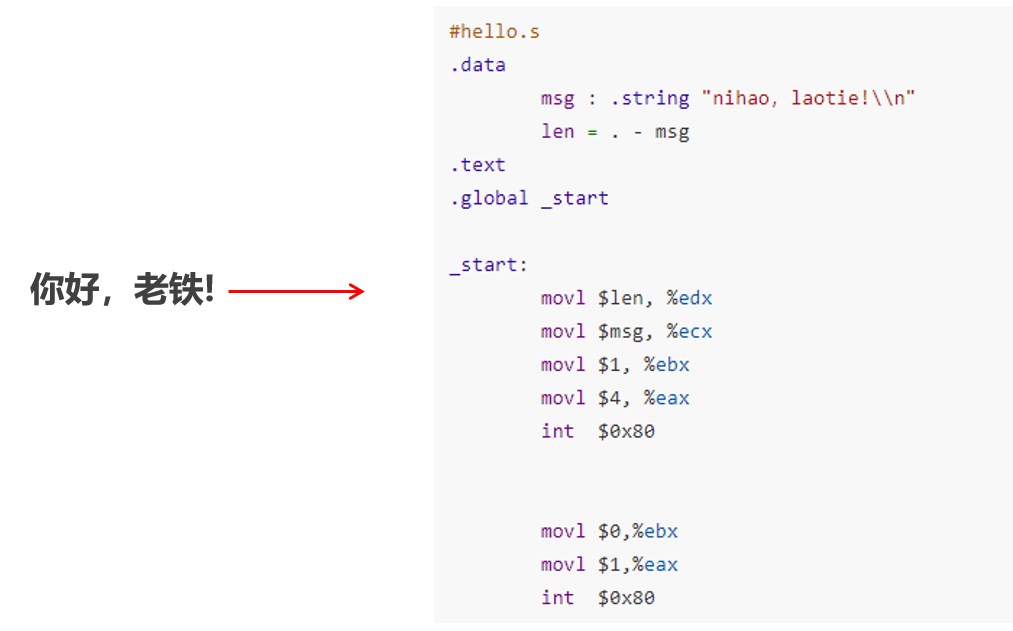 你好，老铁!
#hello.s
.data
msg : .string "nihao, laotie!\\n"
len = . - msg
.text
.global _start
_start:
movl $len, %edx
movl $msg, %ecx
movl $1, %ebx
movl $4, %eax
int  $0x80
movl $0,%ebx
movl $1,%eax
int  $0x80